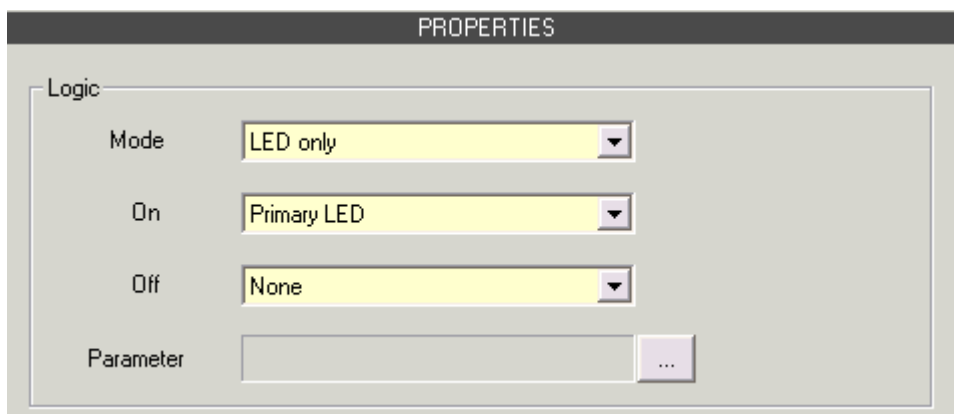 PROPERTIES
Logic
Mode LED only
On Primary LED
Off None
Parameter ...